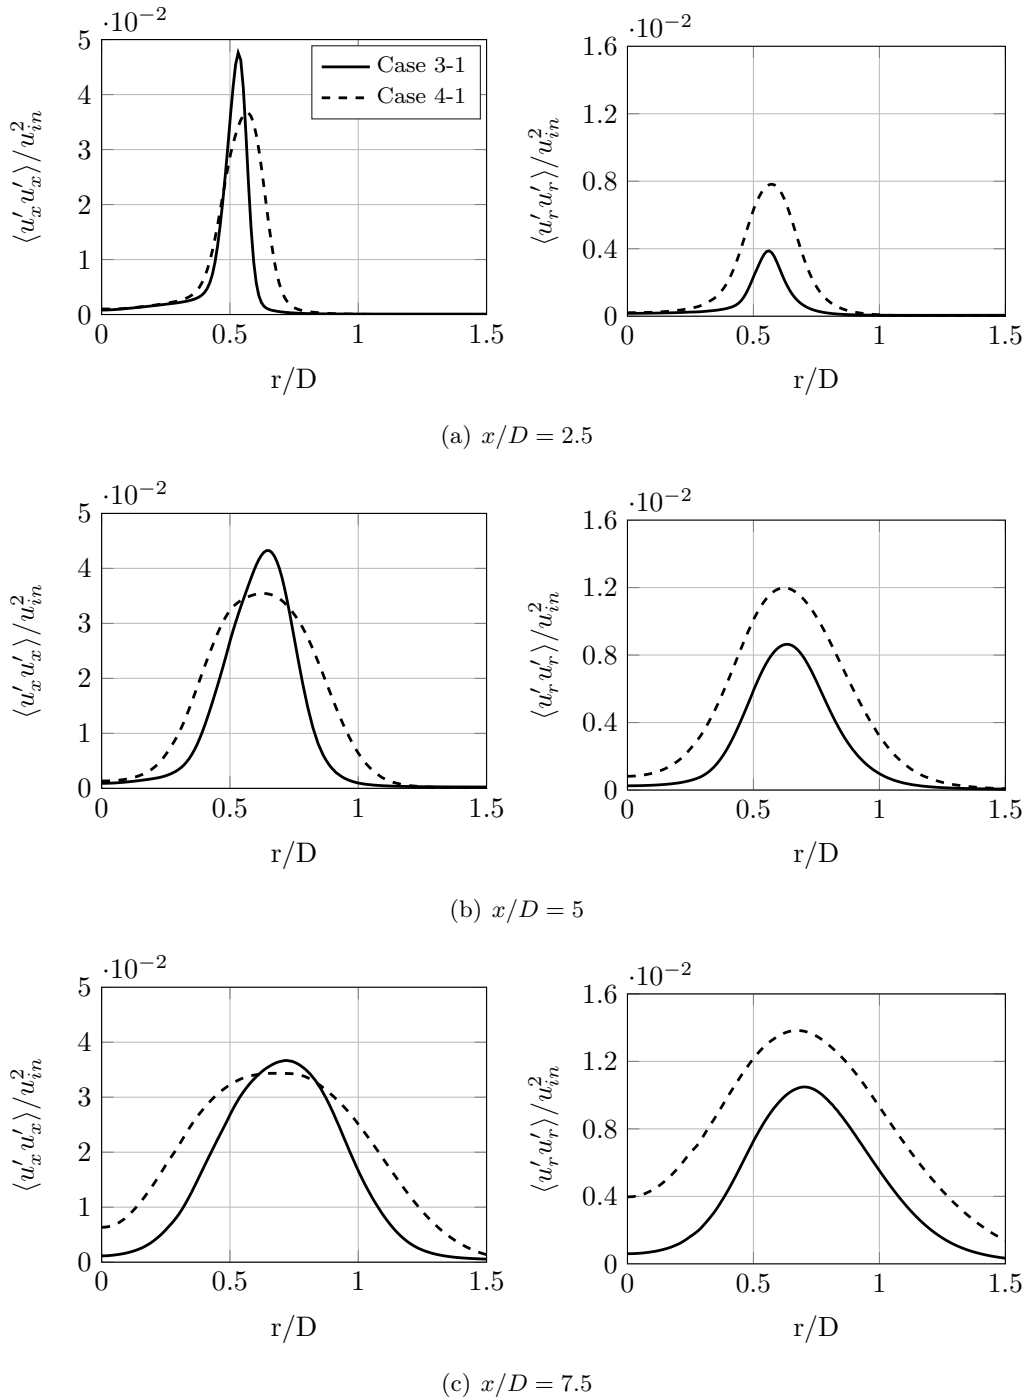 ·10⁻²
5
4
3
2
1
0
0 0.5 1 1.5
⟨u′ₓu′ₓ⟩/u²ᵢₙ
r/D
Case 3-1
Case 4-1
·10⁻²
1.6
1.2
0.8
0.4
0
0 0.5 1 1.5
⟨u′ᵣu′ᵣ⟩/u²ᵢₙ
r/D
(a) x/D = 2.5
·10⁻²
5
4
3
2
1
0
0 0.5 1 1.5
⟨u′ₓu′ₓ⟩/u²ᵢₙ
r/D
·10⁻²
1.6
1.2
0.8
0.4
0
0 0.5 1 1.5
⟨u′ᵣu′ᵣ⟩/u²ᵢₙ
r/D
(b) x/D = 5
·10⁻²
5
4
3
2
1
0
0 0.5 1 1.5
⟨u′ₓu′ₓ⟩/u²ᵢₙ
r/D
·10⁻²
1.6
1.2
0.8
0.4
0
0 0.5 1 1.5
⟨u′ᵣu′ᵣ⟩/u²ᵢₙ
r/D
(c) x/D = 7.5